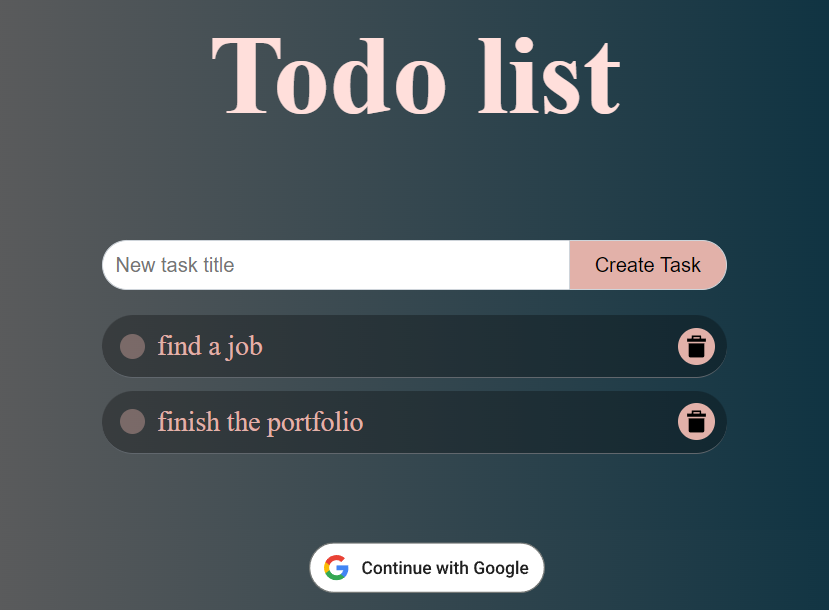 Todo list
New task title
Create Task
find a job
finish the portfolio
Continue with Google